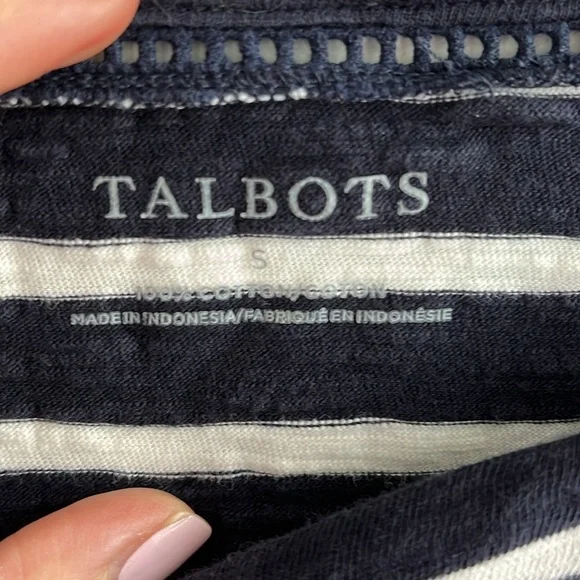 TALBOTS
S
100% COTTON/COTON
MADE IN INDONESIA/FABRIQUÉ EN INDONÉSIE